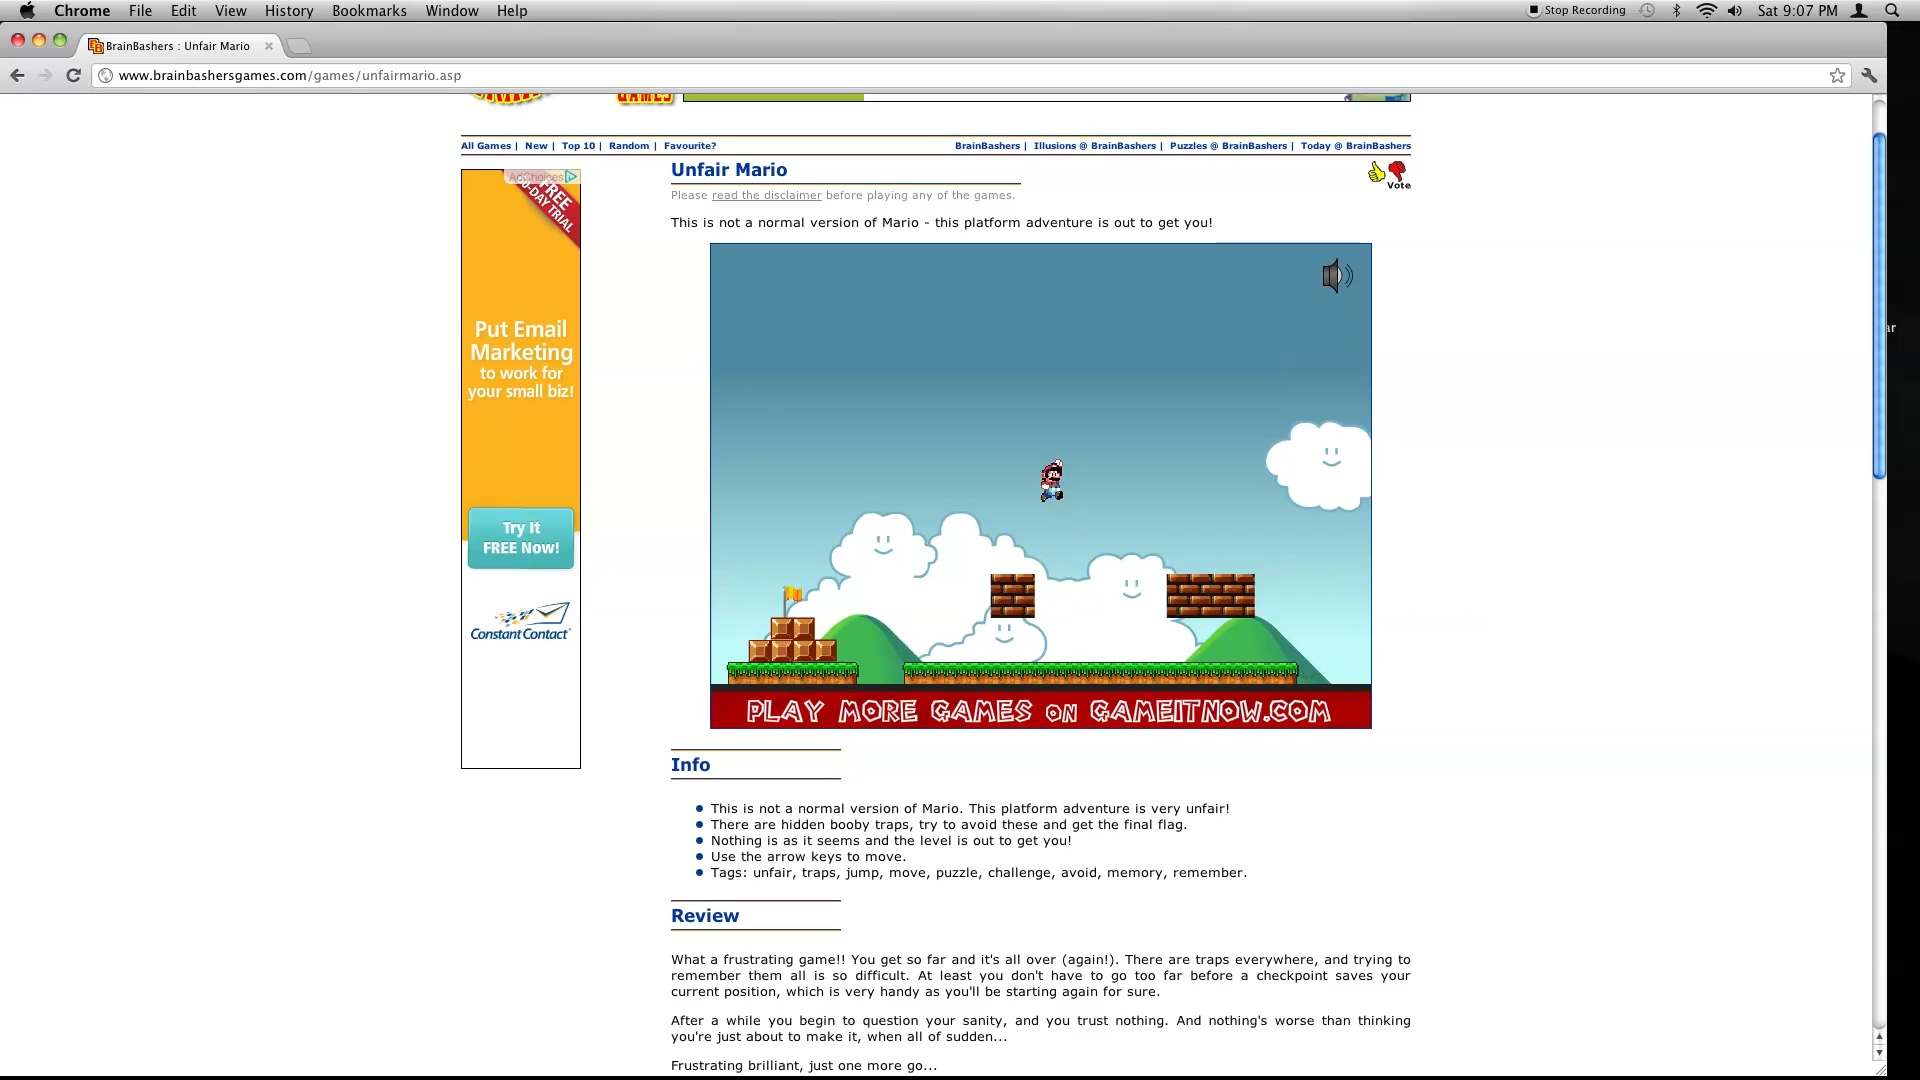 Chrome File Edit View History Bookmarks Window Help
Stop Recording
Sat 9:07 PM
BrainBashers : Unfair Mario
www.brainbashersgames.com/games/unfairmario.asp
GAMES
All Games | New | Top 10 | Random | Favourite?
BrainBashers | Illusions @ BrainBashers | Puzzles @ BrainBashers | Today @ BrainBashers
AdChoices
FREE
60-DAY TRIAL
Put Email
Marketing
to work for
your small biz!
Try It
FREE Now!
Constant Contact®
Unfair Mario
Vote
Please read the disclaimer before playing any of the games.
This is not a normal version of Mario - this platform adventure is out to get you!
PLAY MORE GAMES ON GAMEITNOW.COM
Info
This is not a normal version of Mario. This platform adventure is very unfair!
There are hidden booby traps, try to avoid these and get the final flag.
Nothing is as it seems and the level is out to get you!
Use the arrow keys to move.
Tags: unfair, traps, jump, move, puzzle, challenge, avoid, memory, remember.
Review
What a frustrating game!! You get so far and it's all over (again!). There are traps everywhere, and trying to
remember them all is so difficult. At least you don't have to go too far before a checkpoint saves your
current position, which is very handy as you'll be starting again for sure.
After a while you begin to question your sanity, and you trust nothing. And nothing's worse than thinking
you're just about to make it, when all of sudden...
Frustrating brilliant, just one more go...